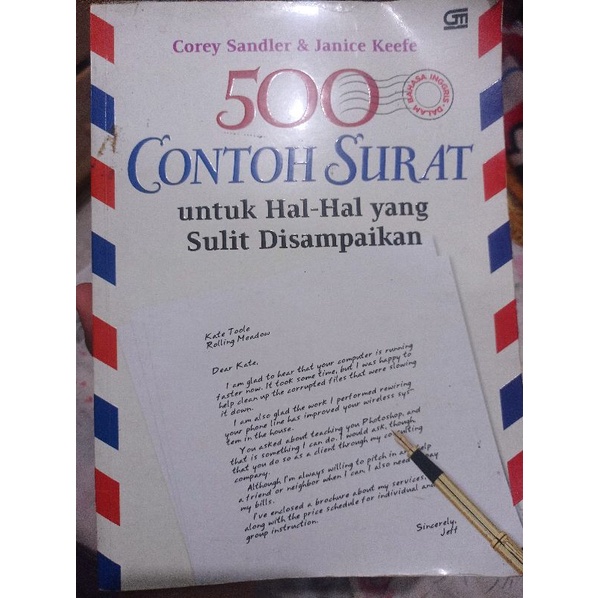 Corey Sandler & Janice Keefe
500
DALAM BAHASA INGGRIS
CONTOH SURAT
untuk Hal-Hal yang
Sulit Disampaikan
Kate Toole
Rolling Meadow
Dear Kate,
I am glad to hear that your computer is running
faster now. It took some time, but I was happy to
help clean up the corrupted files that were slowing
it down.
I am also glad the work I performed rewiring
your phone line has improved your wireless sys-
tem in the house.
You asked about teaching you Photoshop, and
that is something I can do. I would ask, though,
that you do so as a client through my consulting
company.
Although I'm always willing to pitch in and help
a friend or neighbor when I can I also need to pay
my bills.
I've enclosed a brochure about my services,
along with the price schedule for individual and
group instruction.
Sincerely,
Jeff